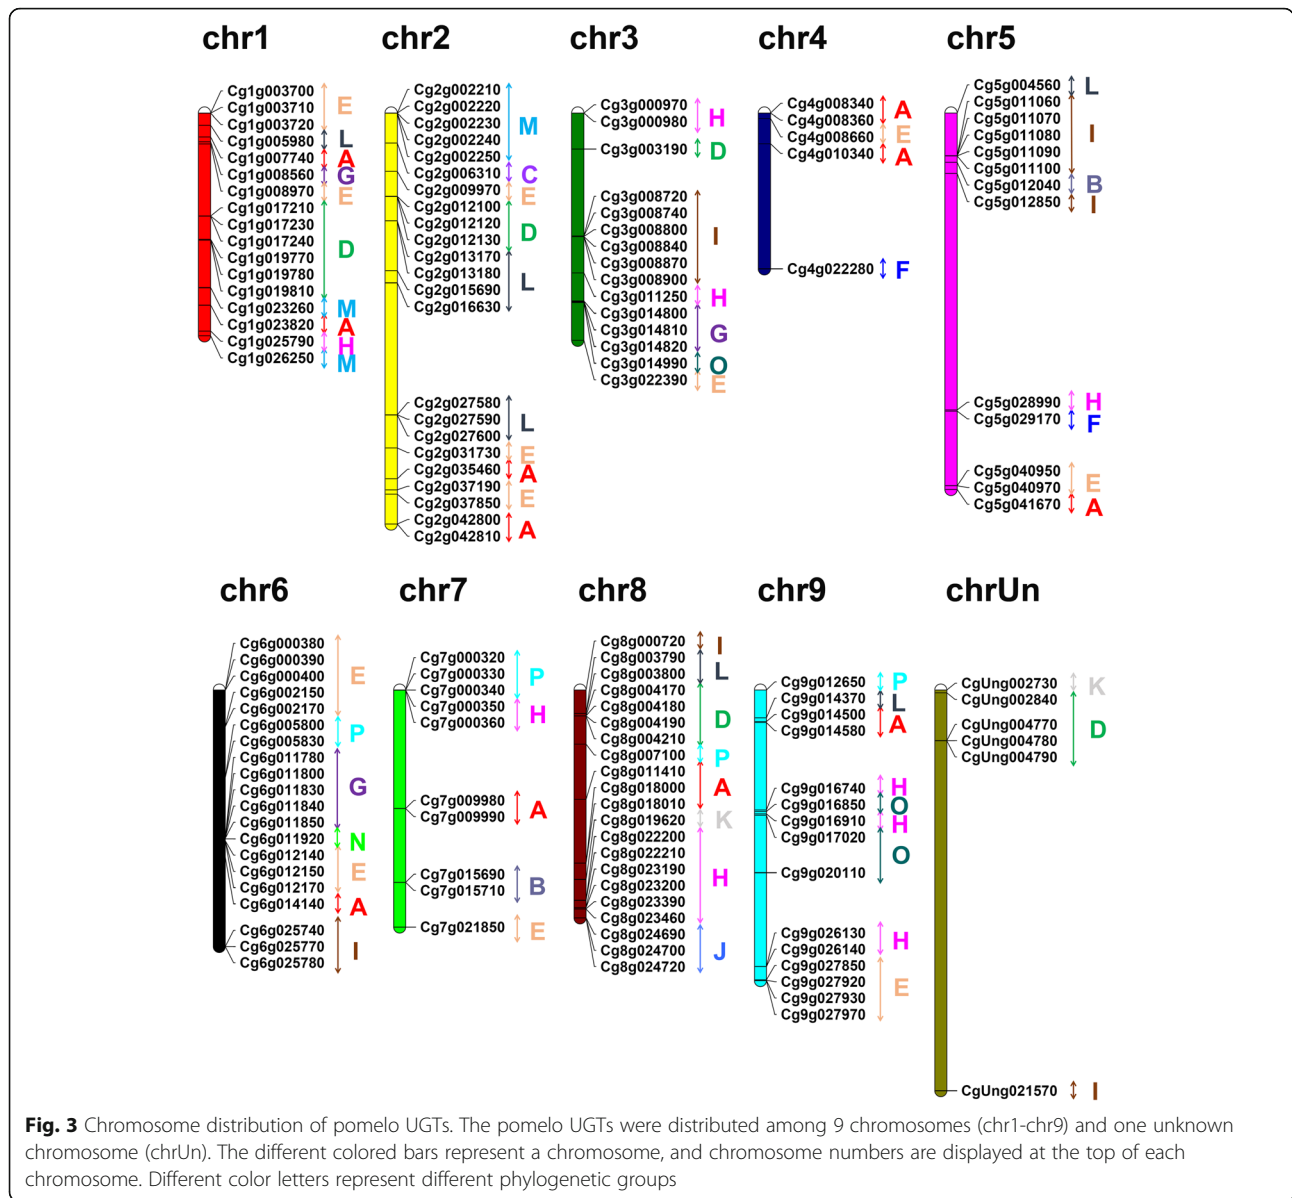 chr1
Cg1g003700
Cg1g003710
Cg1g003720
Cg1g005980
Cg1g007740
Cg1g008560
Cg1g008970
Cg1g017210
Cg1g017230
Cg1g017240
Cg1g019770
Cg1g019780
Cg1g019810
Cg1g023260
Cg1g023820
Cg1g025790
Cg1g026250
E
L
A
G
E
D
M
A
H
M
chr2
Cg2g002210
Cg2g002220
Cg2g002230
Cg2g002240
Cg2g002250
Cg2g006310
Cg2g009970
Cg2g012100
Cg2g012120
Cg2g012130
Cg2g013170
Cg2g013180
Cg2g015690
Cg2g016630
Cg2g027580
Cg2g027590
Cg2g027600
Cg2g031730
Cg2g035460
Cg2g037190
Cg2g037850
Cg2g042800
Cg2g042810
M
C
E
D
L
L
E
A
E
A
chr3
Cg3g000970
Cg3g000980
Cg3g003190
Cg3g008720
Cg3g008740
Cg3g008800
Cg3g008840
Cg3g008870
Cg3g008900
Cg3g011250
Cg3g014800
Cg3g014810
Cg3g014820
Cg3g014990
Cg3g022390
H
D
I
H
G
O
E
chr4
Cg4g008340
Cg4g008360
Cg4g008660
Cg4g010340
Cg4g022280
A
E
A
F
chr5
Cg5g004560
Cg5g011060
Cg5g011070
Cg5g011080
Cg5g011090
Cg5g011100
Cg5g012040
Cg5g012850
Cg5g028990
Cg5g029170
Cg5g040950
Cg5g040970
Cg5g041670
L
I
B
I
H
F
E
A
chr6
Cg6g000380
Cg6g000390
Cg6g000400
Cg6g002150
Cg6g002170
Cg6g005800
Cg6g005830
Cg6g011780
Cg6g011800
Cg6g011830
Cg6g011840
Cg6g011850
Cg6g011920
Cg6g012140
Cg6g012150
Cg6g012170
Cg6g014140
Cg6g025740
Cg6g025770
Cg6g025780
E
P
G
N
E
A
I
chr7
Cg7g000320
Cg7g000330
Cg7g000340
Cg7g000350
Cg7g000360
Cg7g009980
Cg7g009990
Cg7g015690
Cg7g015710
Cg7g021850
P
H
A
B
E
chr8
Cg8g000720
Cg8g003790
Cg8g003800
Cg8g004170
Cg8g004180
Cg8g004190
Cg8g004210
Cg8g007100
Cg8g011410
Cg8g018000
Cg8g018010
Cg8g019620
Cg8g022200
Cg8g022210
Cg8g023190
Cg8g023200
Cg8g023390
Cg8g023460
Cg8g024690
Cg8g024700
Cg8g024720
I
L
D
P
A
K
H
J
chr9
Cg9g012650
Cg9g014370
Cg9g014500
Cg9g014580
Cg9g016740
Cg9g016850
Cg9g016910
Cg9g017020
Cg9g020110
Cg9g026130
Cg9g026140
Cg9g027850
Cg9g027920
Cg9g027930
Cg9g027970
P
L
A
H
O
H
O
H
E
chrUn
CgUng002730
CgUng002840
CgUng004770
CgUng004780
CgUng004790
CgUng021570
K
D
I
Fig. 3 Chromosome distribution of pomelo UGTs. The pomelo UGTs were distributed among 9 chromosomes (chr1-chr9) and one unknown
chromosome (chrUn). The different colored bars represent a chromosome, and chromosome numbers are displayed at the top of each
chromosome. Different color letters represent different phylogenetic groups